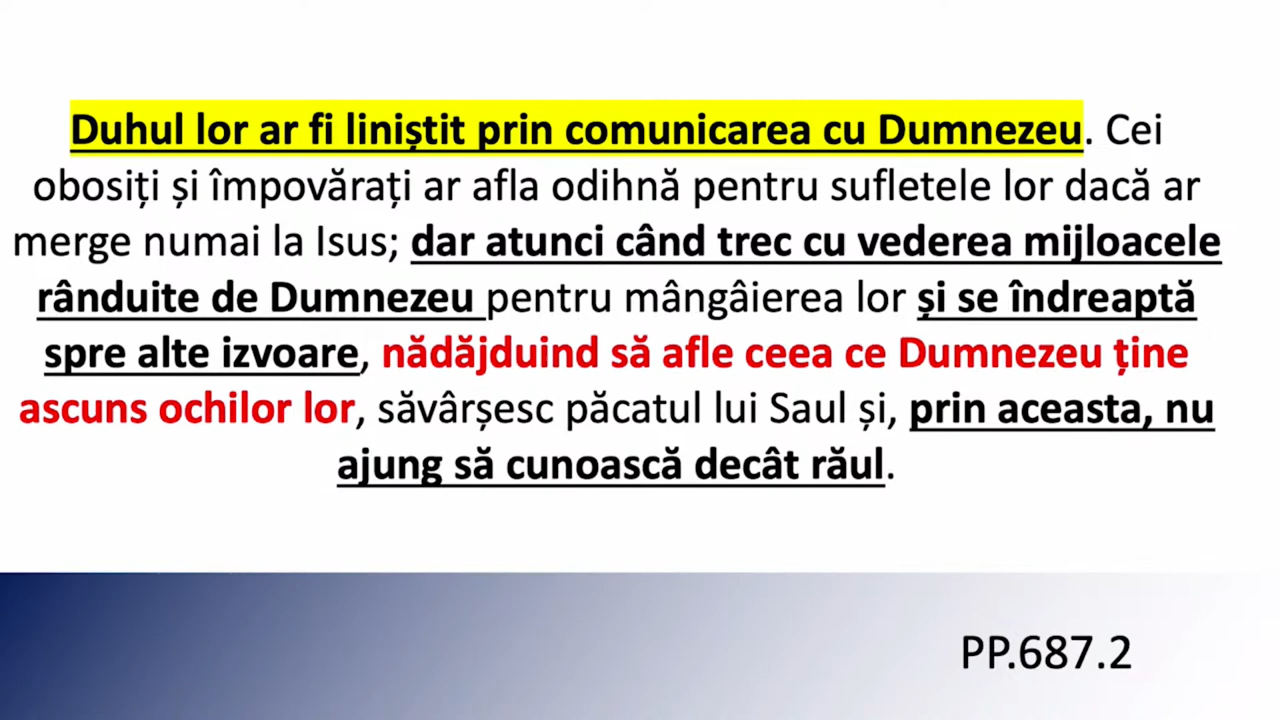 Duhul lor ar fi liniștit prin comunicarea cu Dumnezeu. Cei
obosiți și împovărați ar afla odihnă pentru sufletele lor dacă ar
merge numai la Isus; dar atunci când trec cu vederea mijloacele
rânduite de Dumnezeu pentru mângâierea lor și se îndreaptă
spre alte izvoare, nădăjduind să afle ceea ce Dumnezeu ține
ascuns ochilor lor, săvârșesc păcatul lui Saul și, prin aceasta, nu
ajung să cunoască decât răul.
PP.687.2